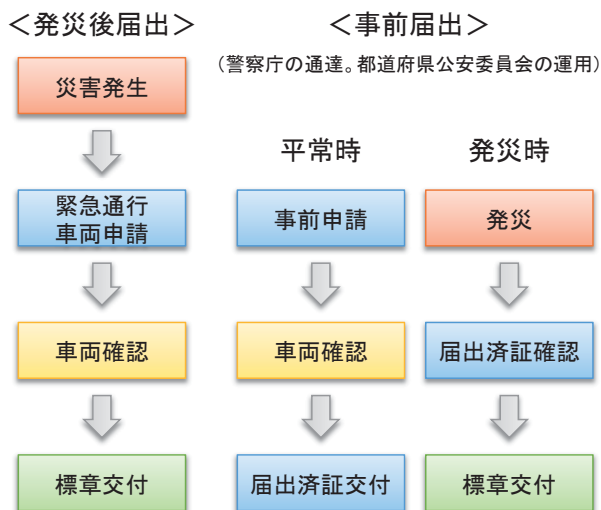 ＜発災後届出＞
災害発生
緊急通行
車両申請
車両確認
標章交付
＜事前届出＞
（警察庁の通達。都道府県公安委員会の運用）
平常時
事前申請
車両確認
届出済証交付
発災時
発災
届出済証確認
標章交付